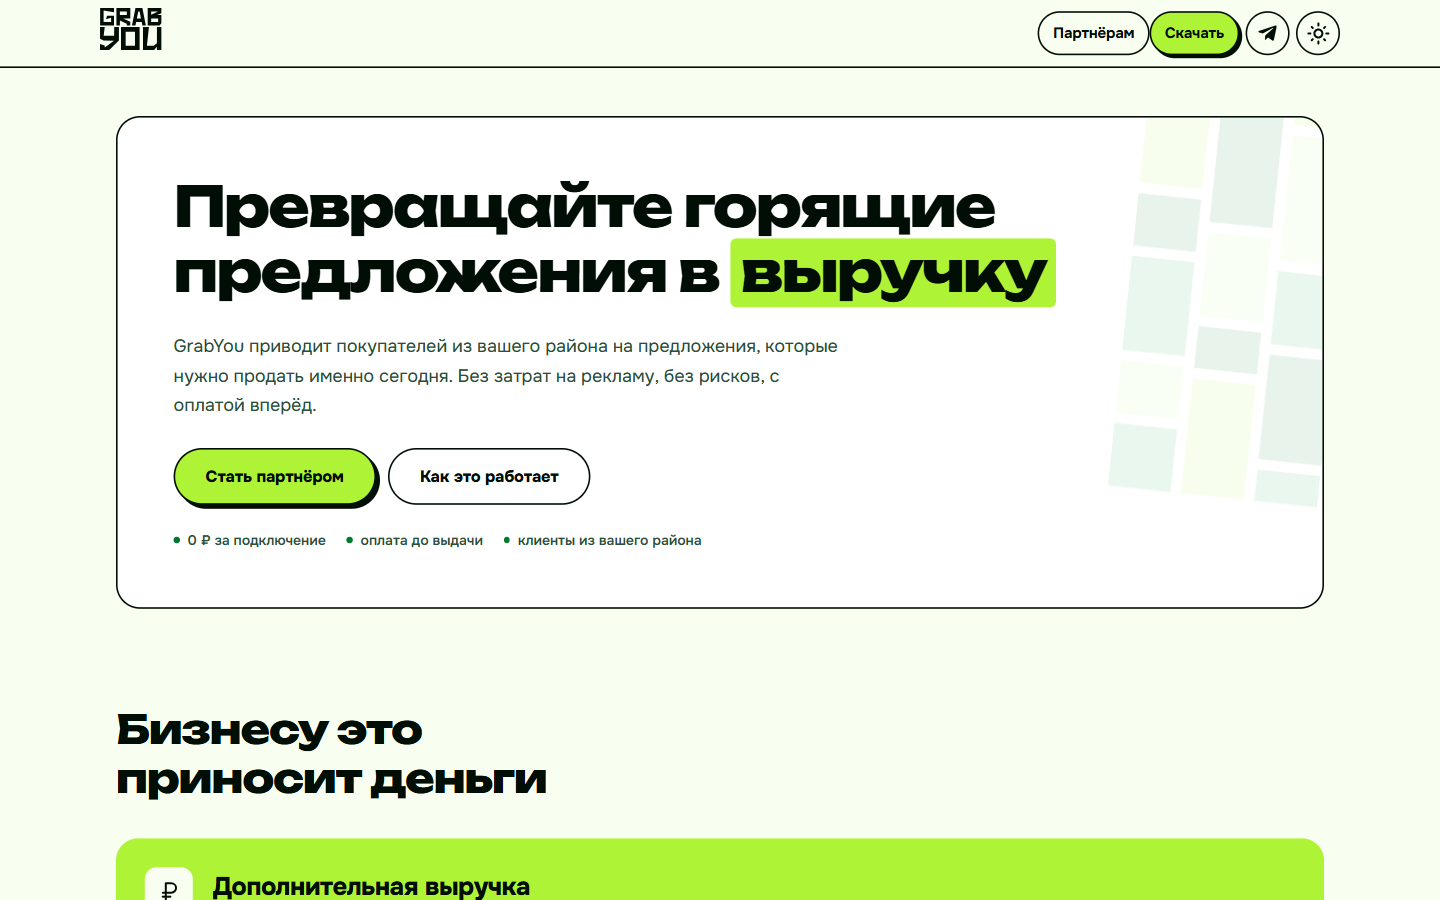 GRAB
YOU
Партнёрам
Скачать
Превращайте горящие
предложения в выручку
GrabYou приводит покупателей из вашего района на предложения, которые
нужно продать именно сегодня. Без затрат на рекламу, без рисков, с
оплатой вперёд.
Стать партнёром
Как это работает
0 ₽ за подключение
оплата до выдачи
клиенты из вашего района
Бизнесу это
приносит деньги
₽
Дополнительная выручка